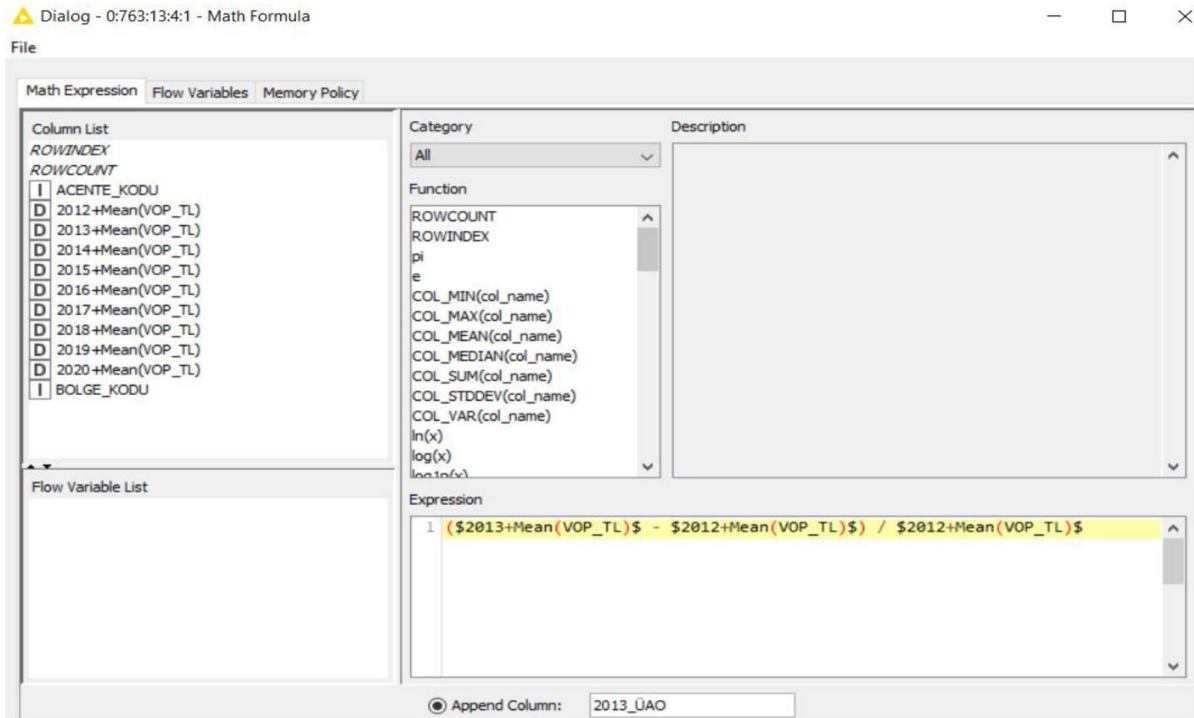 Dialog - 0:763:13:4:1 - Math Formula
File
Math Expression Flow Variables Memory Policy
Column List
ROWINDEX
ROWCOUNT
I ACENTE_KODU
D 2012+Mean(VOP_TL)
D 2013+Mean(VOP_TL)
D 2014+Mean(VOP_TL)
D 2015+Mean(VOP_TL)
D 2016+Mean(VOP_TL)
D 2017+Mean(VOP_TL)
D 2018+Mean(VOP_TL)
D 2019+Mean(VOP_TL)
D 2020+Mean(VOP_TL)
I BOLGE_KODU
Flow Variable List
Category
All
Function
ROWCOUNT
ROWINDEX
pi
e
COL_MIN(col_name)
COL_MAX(col_name)
COL_MEAN(col_name)
COL_MEDIAN(col_name)
COL_SUM(col_name)
COL_STDDEV(col_name)
COL_VAR(col_name)
ln(x)
log(x)
log1p(x)
Description
Expression
1 ($2013+Mean(VOP_TL)$ - $2012+Mean(VOP_TL)$) / $2012+Mean(VOP_TL)$
Append Column: 2013_ÜAO